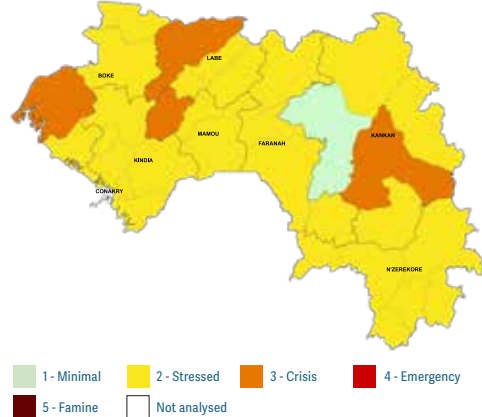 LABE
BOKE
KANKAN
MAMOU
FARANAH
KINDIA
CONAKRY
N'ZEREKORE
1 - Minimal
2 - Stressed
3 - Crisis
4 - Emergency
5 - Famine
Not analysed